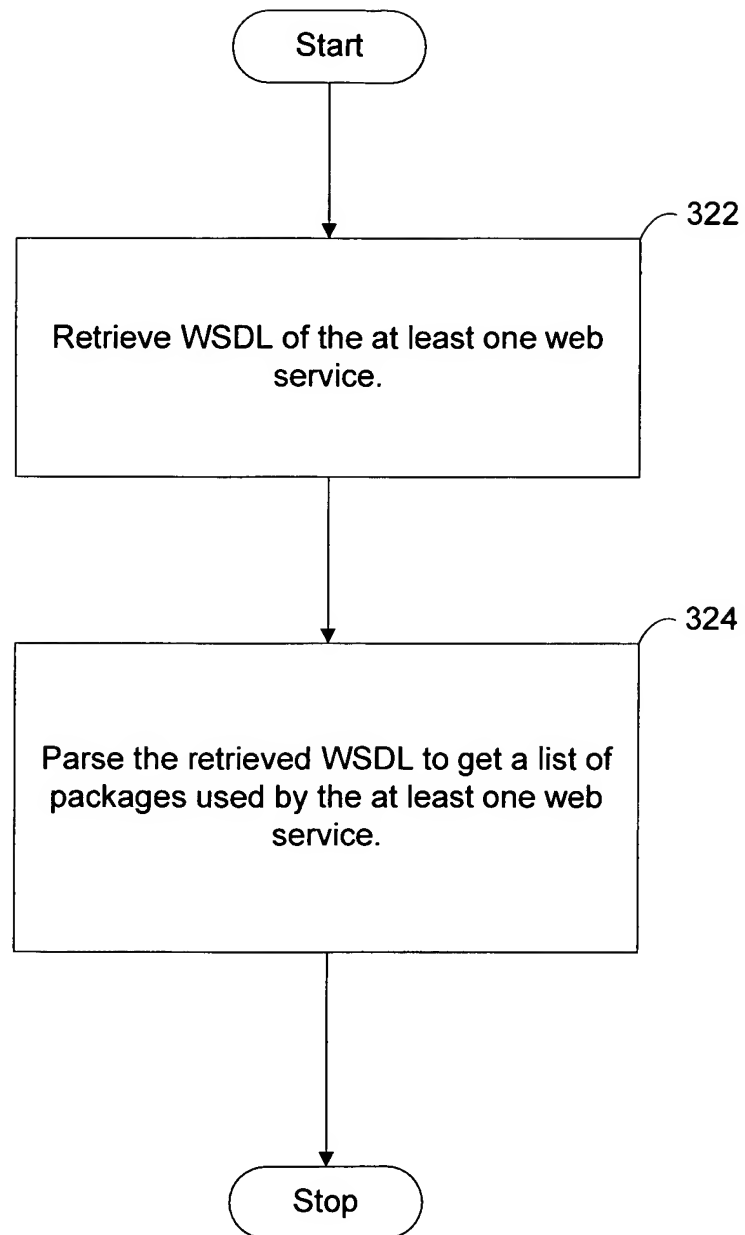 Start
322
Retrieve WSDL of the at least one web
service.
324
Parse the retrieved WSDL to get a list of
packages used by the at least one web
service.
Stop